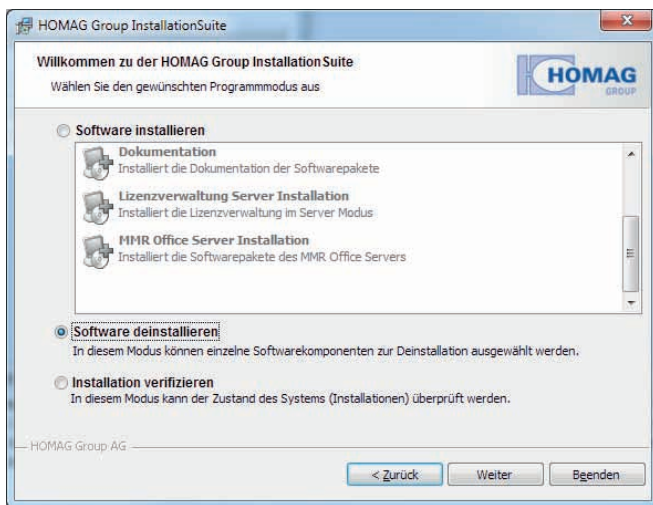 HOMAG Group InstallationSuite
Willkommen zu der HOMAG Group InstallationSuite
Wählen Sie den gewünschten Programmmodus aus
HOMAG
GROUP
Software installieren
Dokumentation
Installiert die Dokumentation der Softwarepakete
Lizenzverwaltung Server Installation
Installiert die Lizenzverwaltung im Server Modus
MMR Office Server Installation
Installiert die Softwarepakete des MMR Office Servers
Software deinstallieren
In diesem Modus können einzelne Softwarekomponenten zur Deinstallation ausgewählt werden.
Installation verifizieren
In diesem Modus kann der Zustand des Systems (Installationen) überprüft werden.
HOMAG Group AG
< Zurück
Weiter
Beenden